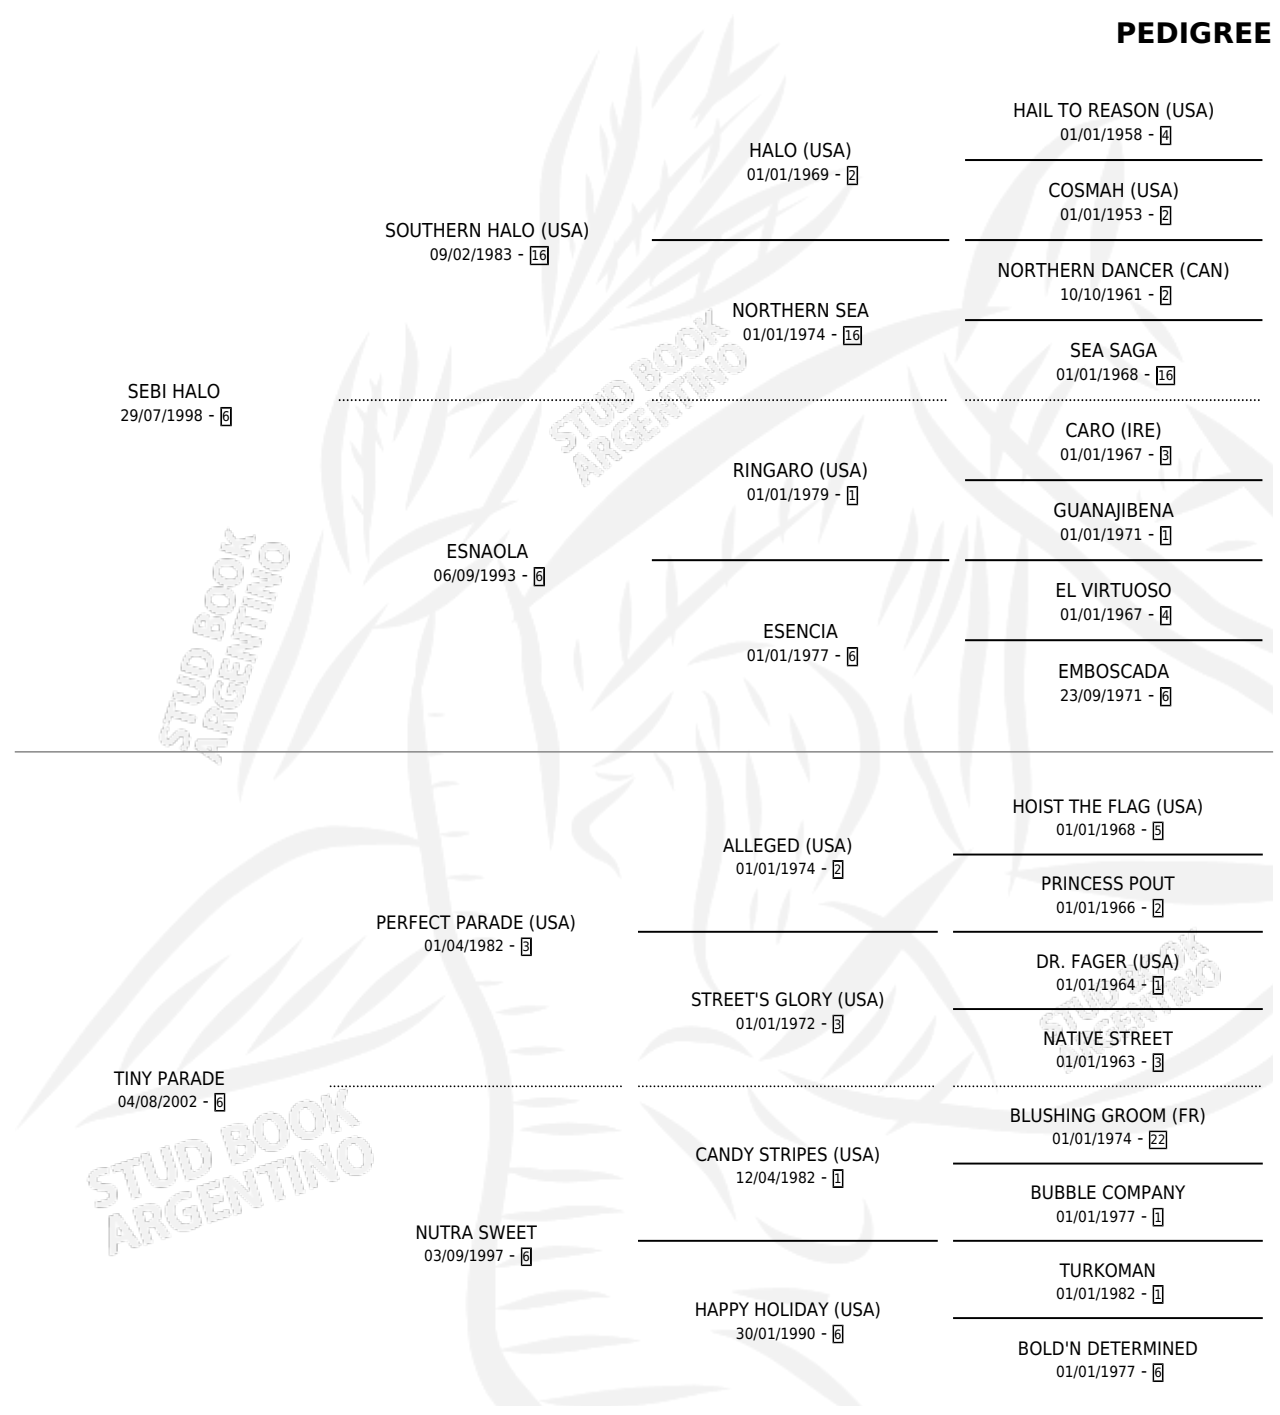 PEDIGREE
HAIL TO REASON (USA)
01/01/1958 - 4
HALO (USA)
01/01/1969 - 2
COSMAH (USA)
01/01/1953 - 2
SOUTHERN HALO (USA)
09/02/1983 - 16
NORTHERN DANCER (CAN)
10/10/1961 - 2
NORTHERN SEA
01/01/1974 - 16
SEA SAGA
01/01/1968 - 16
SEBI HALO
29/07/1998 - 6
CARO (IRE)
01/01/1967 - 3
RINGARO (USA)
01/01/1979 - 1
GUANAJIBENA
01/01/1971 - 1
ESNAOLA
06/09/1993 - 6
EL VIRTUOSO
01/01/1967 - 4
ESENCIA
01/01/1977 - 6
EMBOSCADA
23/09/1971 - 6
HOIST THE FLAG (USA)
01/01/1968 - 5
ALLEGED (USA)
01/01/1974 - 2
PRINCESS POUT
01/01/1966 - 2
PERFECT PARADE (USA)
01/04/1982 - 3
DR. FAGER (USA)
01/01/1964 - 1
STREET'S GLORY (USA)
01/01/1972 - 3
NATIVE STREET
01/01/1963 - 3
TINY PARADE
04/08/2002 - 6
BLUSHING GROOM (FR)
01/01/1974 - 22
CANDY STRIPES (USA)
12/04/1982 - 1
BUBBLE COMPANY
01/01/1977 - 1
NUTRA SWEET
03/09/1997 - 6
TURKOMAN
01/01/1982 - 1
HAPPY HOLIDAY (USA)
30/01/1990 - 6
BOLD'N DETERMINED
01/01/1977 - 6
STUD BOOK
ARGENTINO
STUD BOOK
ARGENTINO
STUD BOOK
ARGENTINO
STUD BOOK
ARGENTINO